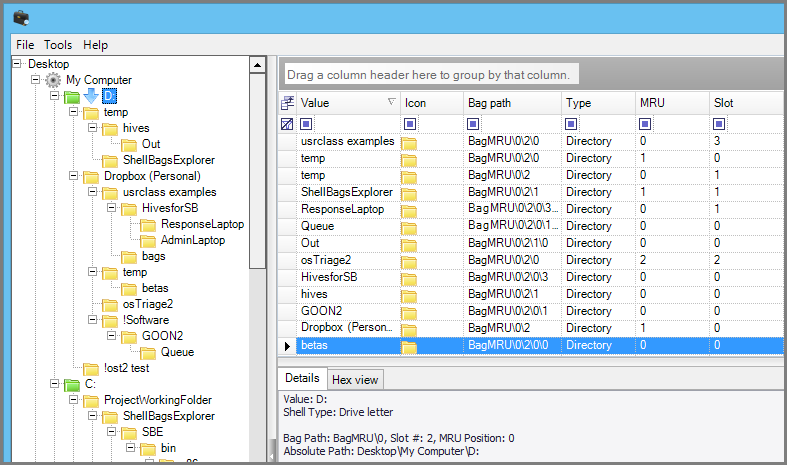 File Tools Help
Desktop
My Computer
D:
temp
hives
Out
ShellBagsExplorer
Dropbox (Personal)
usrclass examples
HivesforSB
ResponseLaptop
AdminLaptop
bags
temp
betas
osTriage2
!Software
GOON2
Queue
!ost2 test
C:
ProjectWorkingFolder
ShellBagsExplorer
SBE
bin
Drag a column header here to group by that column.
Value Icon Bag path Type MRU Slot
usrclass examples BagMRU\0\2\0 Directory 0 3
temp BagMRU\0\2\0 Directory 1 0
temp BagMRU\0\2 Directory 0 1
ShellBagsExplorer BagMRU\0\2\1 Directory 1 1
ResponseLaptop BagMRU\0\2\0\3... Directory 0 1
Queue BagMRU\0\2\0\1... Directory 0 0
Out BagMRU\0\2\1\0 Directory 0 0
osTriage2 BagMRU\0\2\0 Directory 2 2
HivesforSB BagMRU\0\2\0\3 Directory 0 0
hives BagMRU\0\2\1 Directory 0 0
GOON2 BagMRU\0\2\0\1 Directory 0 0
Dropbox (Person... BagMRU\0\2 Directory 1 0
betas BagMRU\0\2\0\0 Directory 0 0
Details Hex view
Value: D:
Shell Type: Drive letter
Bag Path: BagMRU\0, Slot #: 2, MRU Position: 0
Absolute Path: Desktop\My Computer\D: